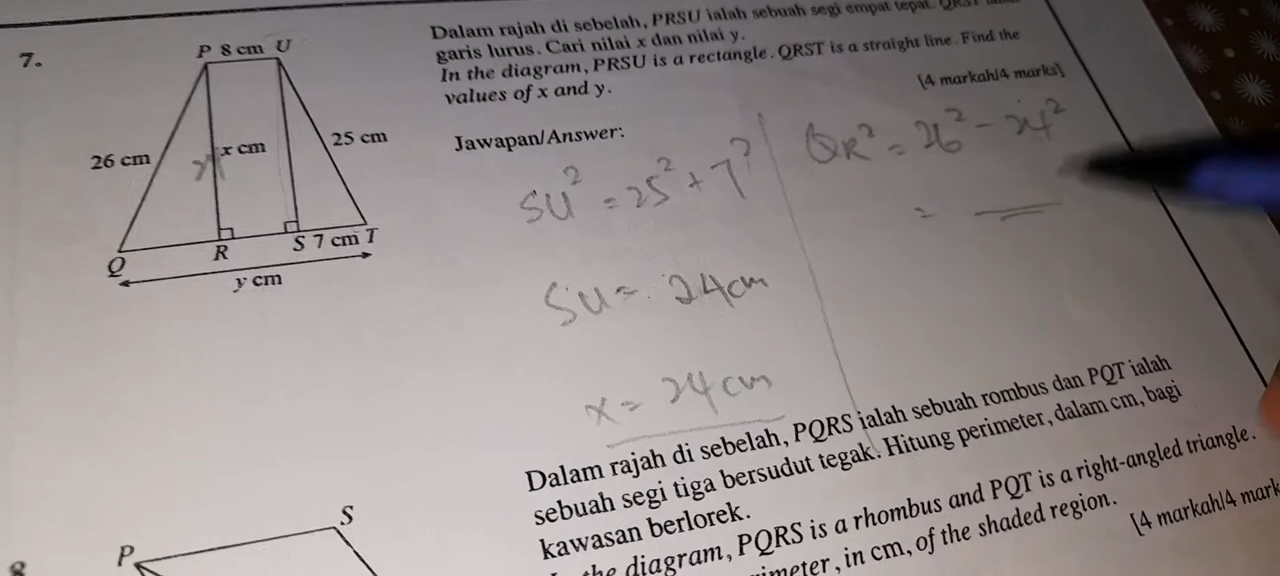 7.
P 8 cm U
26 cm
x cm
25 cm
Q
R
S 7 cm T
y cm
Dalam rajah di sebelah, PRSU ialah sebuah segi empat tepat. QRST
garis lurus. Cari nilai x dan nilai y.
In the diagram, PRSU is a rectangle. QRST is a straight line. Find the
values of x and y.
[4 markah/4 marks]
Jawapan/Answer:
SU² = 25² + 7²
SU = 24cm
x = 24cm
QR² = 26² - 24²
=
Dalam rajah di sebelah, PQRS ialah sebuah rombus dan PQT ialah
sebuah segi tiga bersudut tegak. Hitung perimeter, dalam cm, bagi
kawasan berlorek.
the diagram, PQRS is a rhombus and PQT is a right-angled triangle.
in cm, of the shaded region.
[4 markah/4 mark
8
P
S